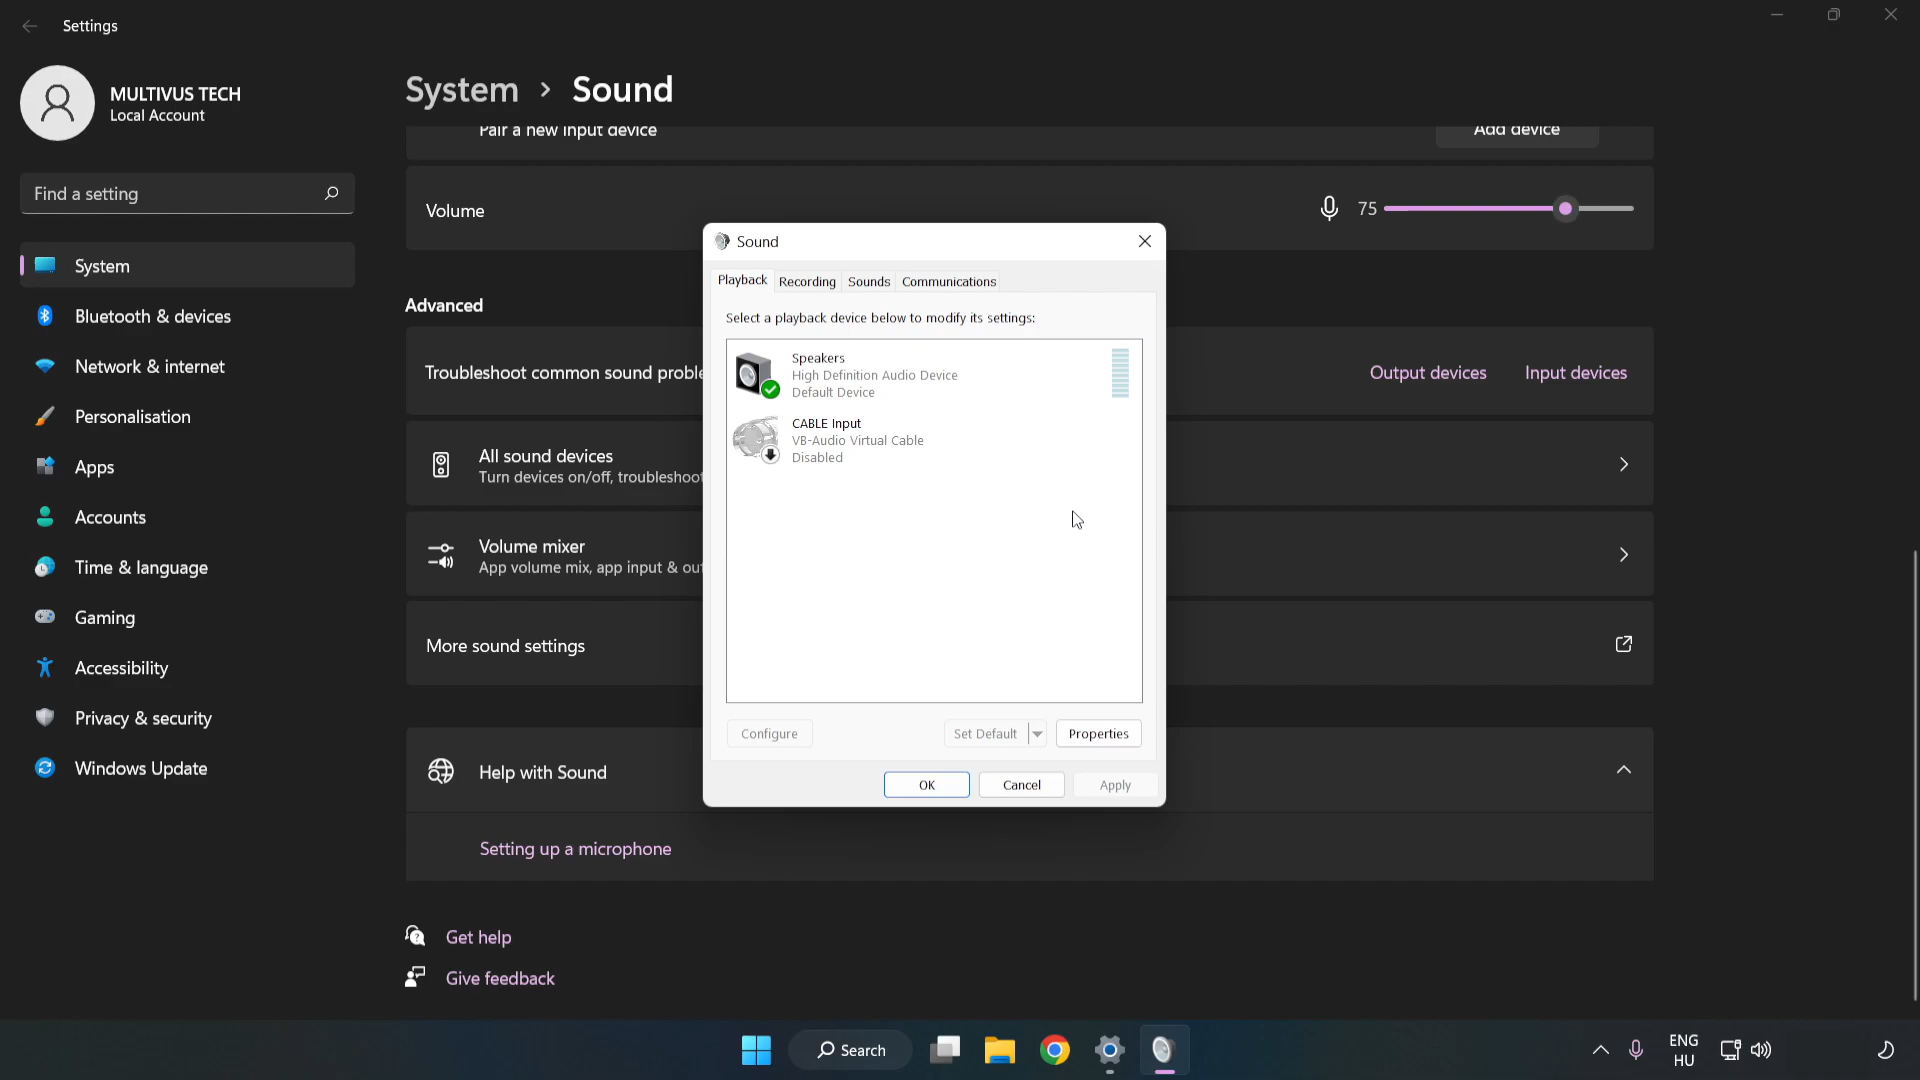 Settings
MULTIVUS TECH
Local Account
Find a setting
System
Bluetooth & devices
Network & internet
Personalisation
Apps
Accounts
Time & language
Gaming
Accessibility
Privacy & security
Windows Update
System > Sound
Pair a new input device
Add device
Volume
75
Advanced
Troubleshoot common sound proble
Output devices
Input devices
All sound devices
Turn devices on/off, troubleshoot
Volume mixer
App volume mix, app input & ou
More sound settings
Help with Sound
Setting up a microphone
Get help
Give feedback
Sound
Playback Recording Sounds Communications
Select a playback device below to modify its settings:
Speakers
High Definition Audio Device
Default Device
CABLE Input
VB-Audio Virtual Cable
Disabled
Configure
Set Default
Properties
OK
Cancel
Apply
Search
ENG
HU